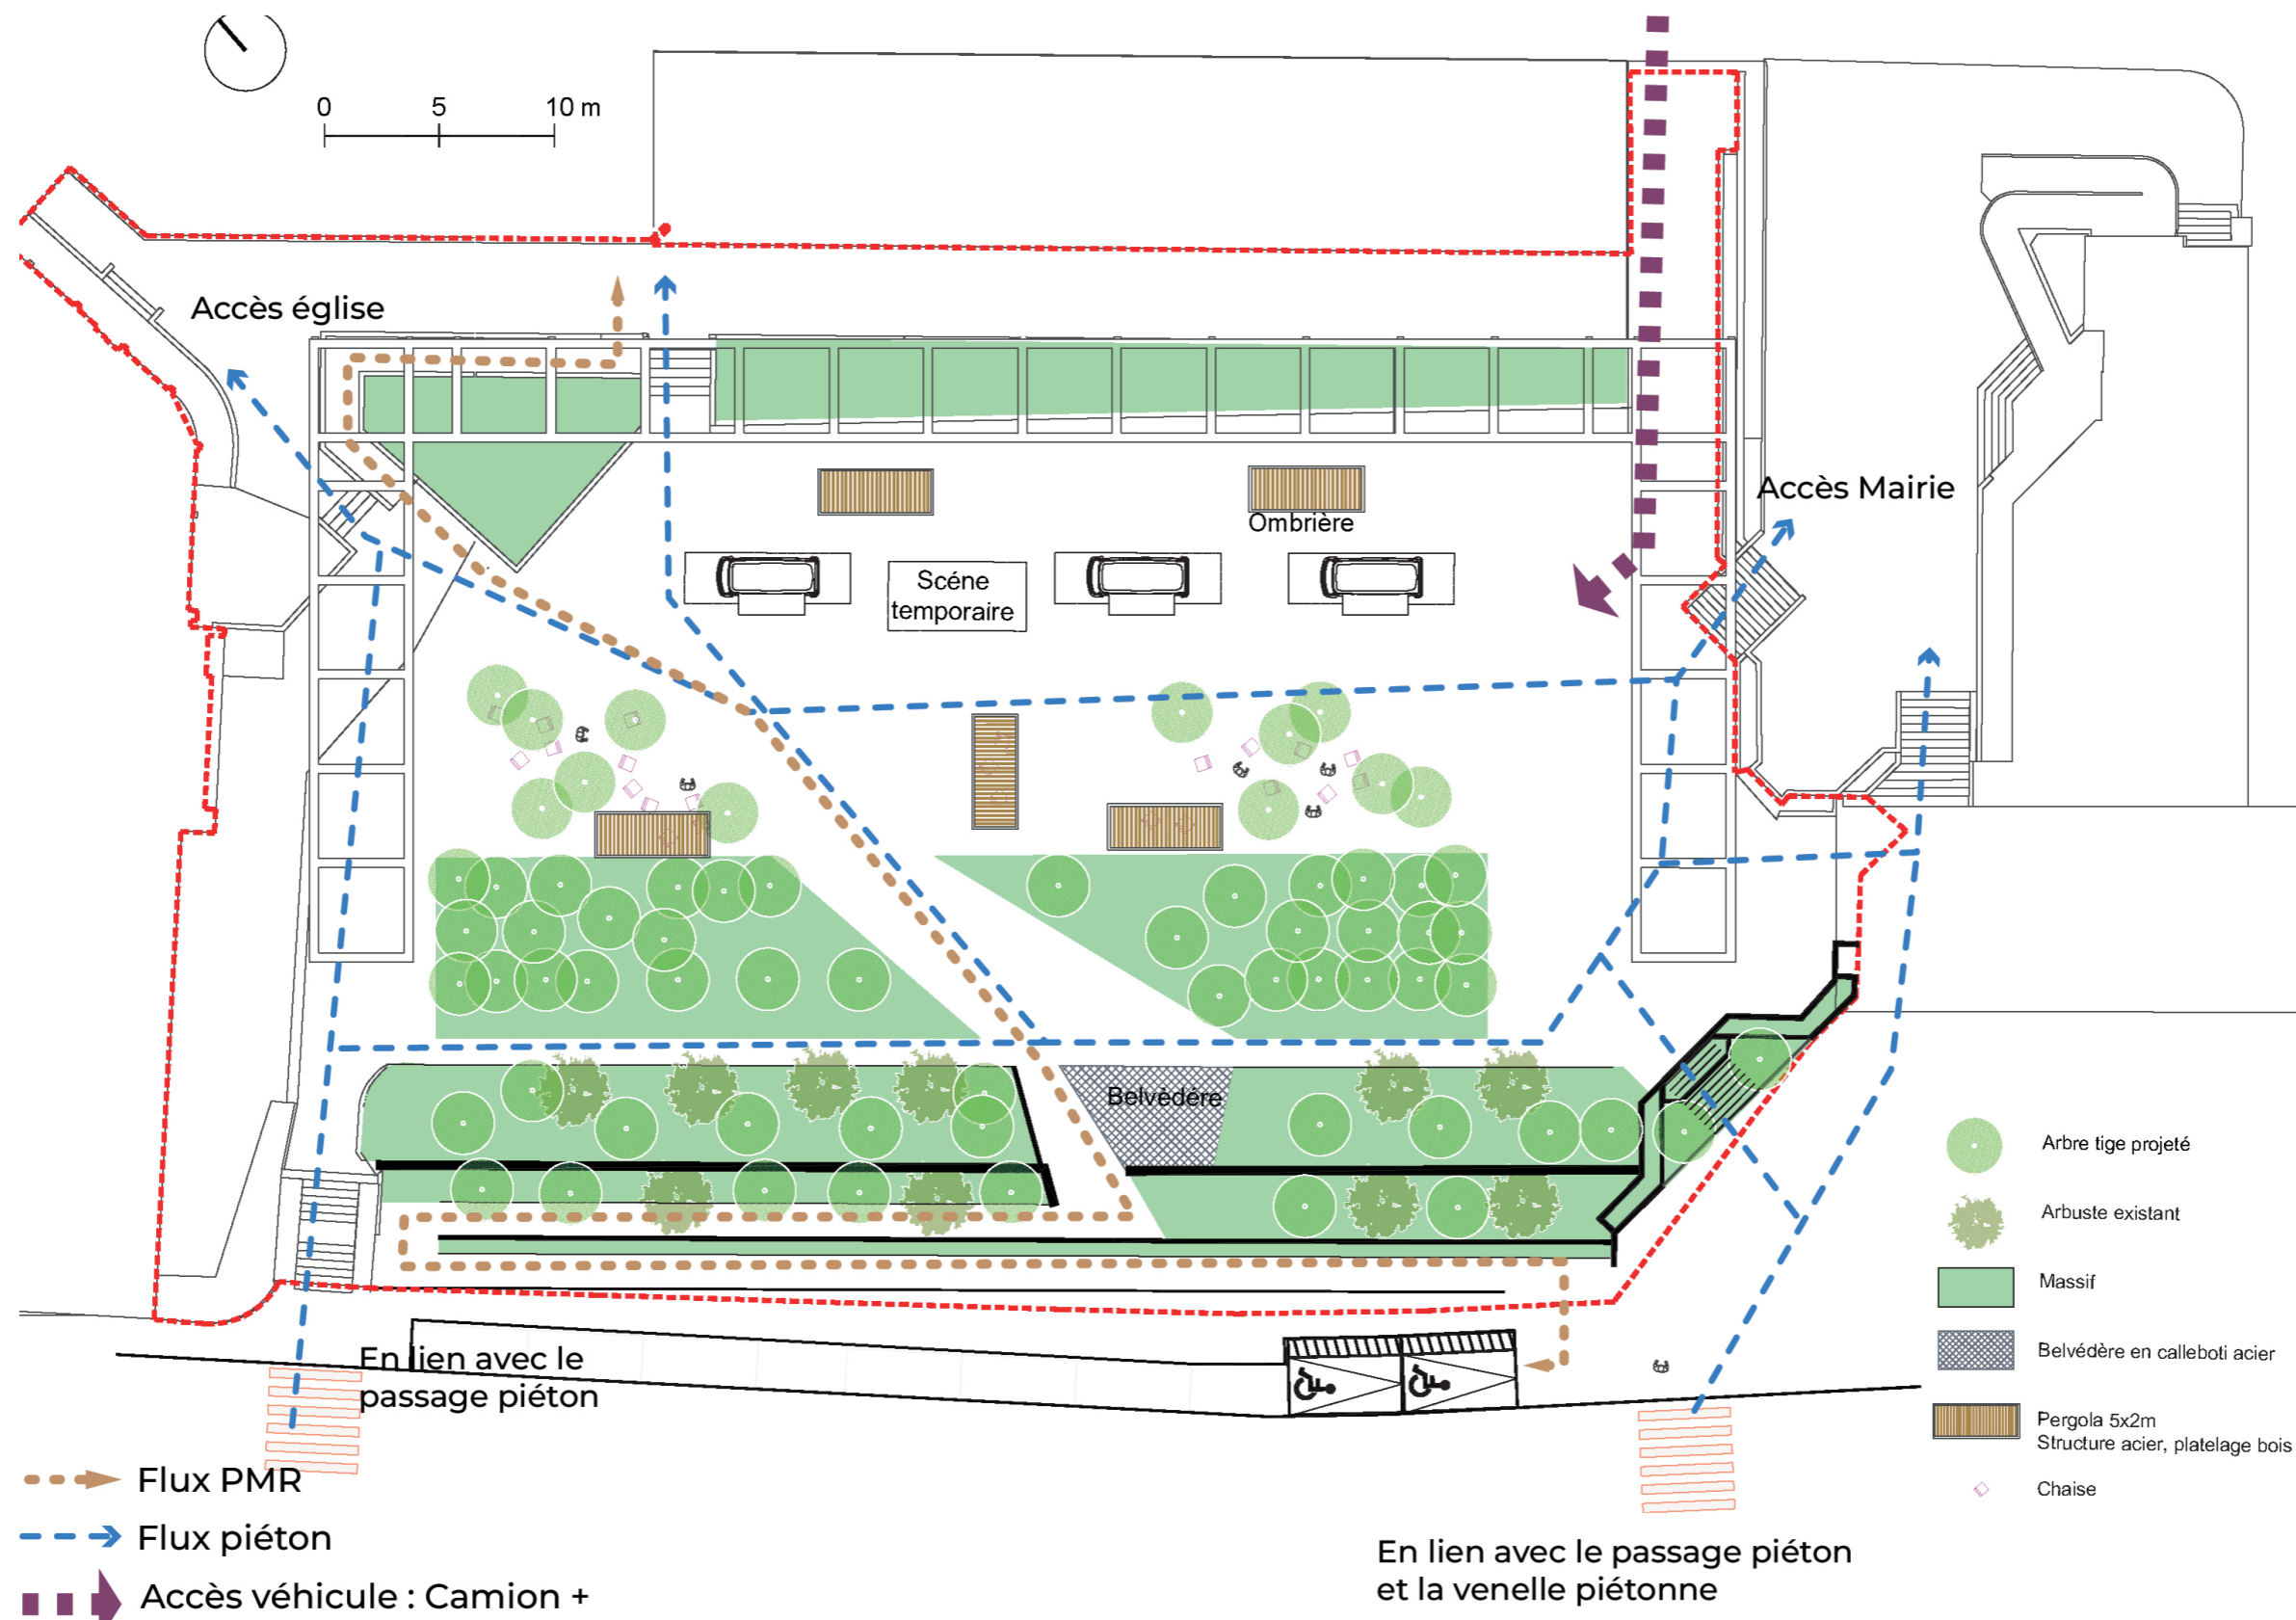 0 5 10 m
Accès église
Accès Mairie
Ombrière
Scéne
temporaire
Belvédére
Arbre tige projeté
Arbuste existant
Massif
Belvédère en calleboti acier
Pergola 5x2m
Structure acier, platelage bois
Chaise
En lien avec le
passage piéton
Flux PMR
Flux piéton
Accès véhicule : Camion +
En lien avec le passage piéton
et la venelle piétonne